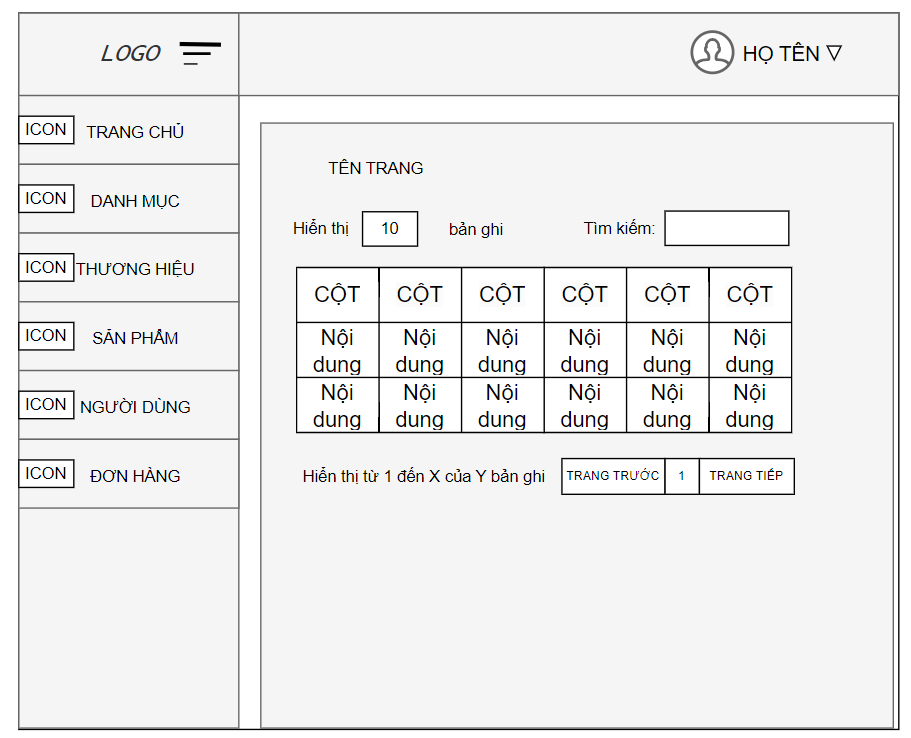 LOGO
HỌ TÊN
ICON TRANG CHỦ
ICON DANH MỤC
ICON THƯƠNG HIỆU
ICON SẢN PHẨM
ICON NGƯỜI DÙNG
ICON ĐƠN HÀNG
TÊN TRANG
Hiển thị 10 bản ghi Tìm kiếm:
CỘT CỘT CỘT CỘT CỘT CỘT
Nội Nội Nội Nội Nội Nội
dung dung dung dung dung dung
Nội Nội Nội Nội Nội Nội
dung dung dung dung dung dung
Hiển thị từ 1 đến X của Y bản ghi TRANG TRƯỚC 1 TRANG TIẾP